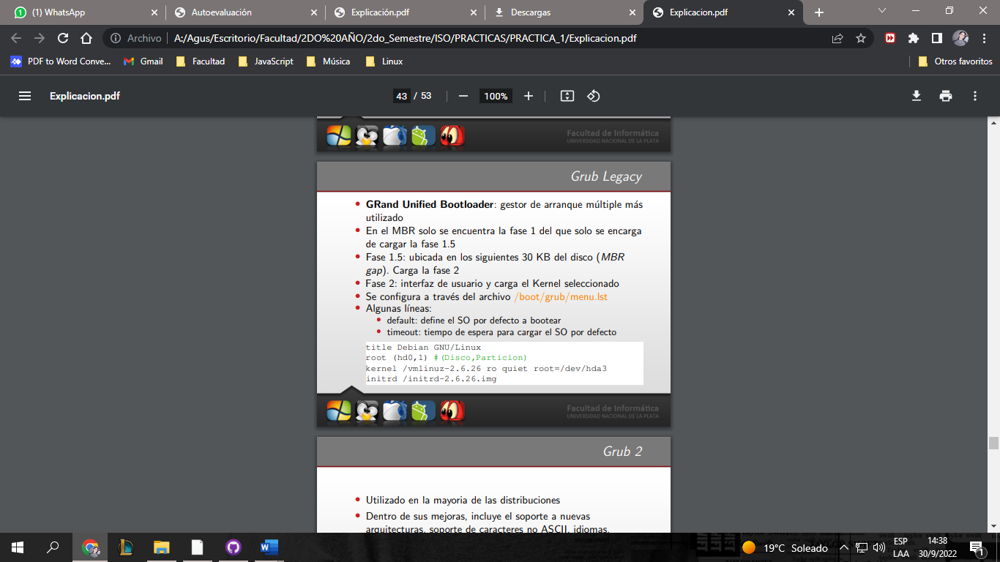 (1) WhatsApp
Autoevaluación
Explicación.pdf
Descargas
Explicacion.pdf
Archivo
A:/Agus/Escritorio/Facultad/2DO%20AÑO/2do_Semestre/ISO/PRACTICAS/PRACTICA_1/Explicacion.pdf
PDF to Word Conve...
Gmail
Facultad
JavaScript
Música
Linux
Otros favoritos
Explicacion.pdf
43 / 53
100%
Facultad de Informática
UNIVERSIDAD NACIONAL DE LA PLATA
Grub Legacy
GRand Unified Bootloader: gestor de arranque múltiple más
utilizado
En el MBR solo se encuentra la fase 1 del que solo se encarga
de cargar la fase 1.5
Fase 1.5: ubicada en los siguientes 30 KB del disco (MBR
gap). Carga la fase 2
Fase 2: interfaz de usuario y carga el Kernel seleccionado
Se configura a través del archivo /boot/grub/menu.lst
Algunas líneas:
default: define el SO por defecto a bootear
timeout: tiempo de espera para cargar el SO por defecto
title Debian GNU/Linux
root (hd0,1) #(Disco,Particion)
kernel /vmlinuz-2.6.26 ro quiet root=/dev/hda3
initrd /initrd-2.6.26.img
Facultad de Informática
UNIVERSIDAD NACIONAL DE LA PLATA
Grub 2
Utilizado en la mayoria de las distribuciones
Dentro de sus mejoras, incluye el soporte a nuevas
arquitecturas, soporte de caracteres no ASCII, idiomas,
19°C Soleado
ESP
LAA
14:38
30/9/2022
1